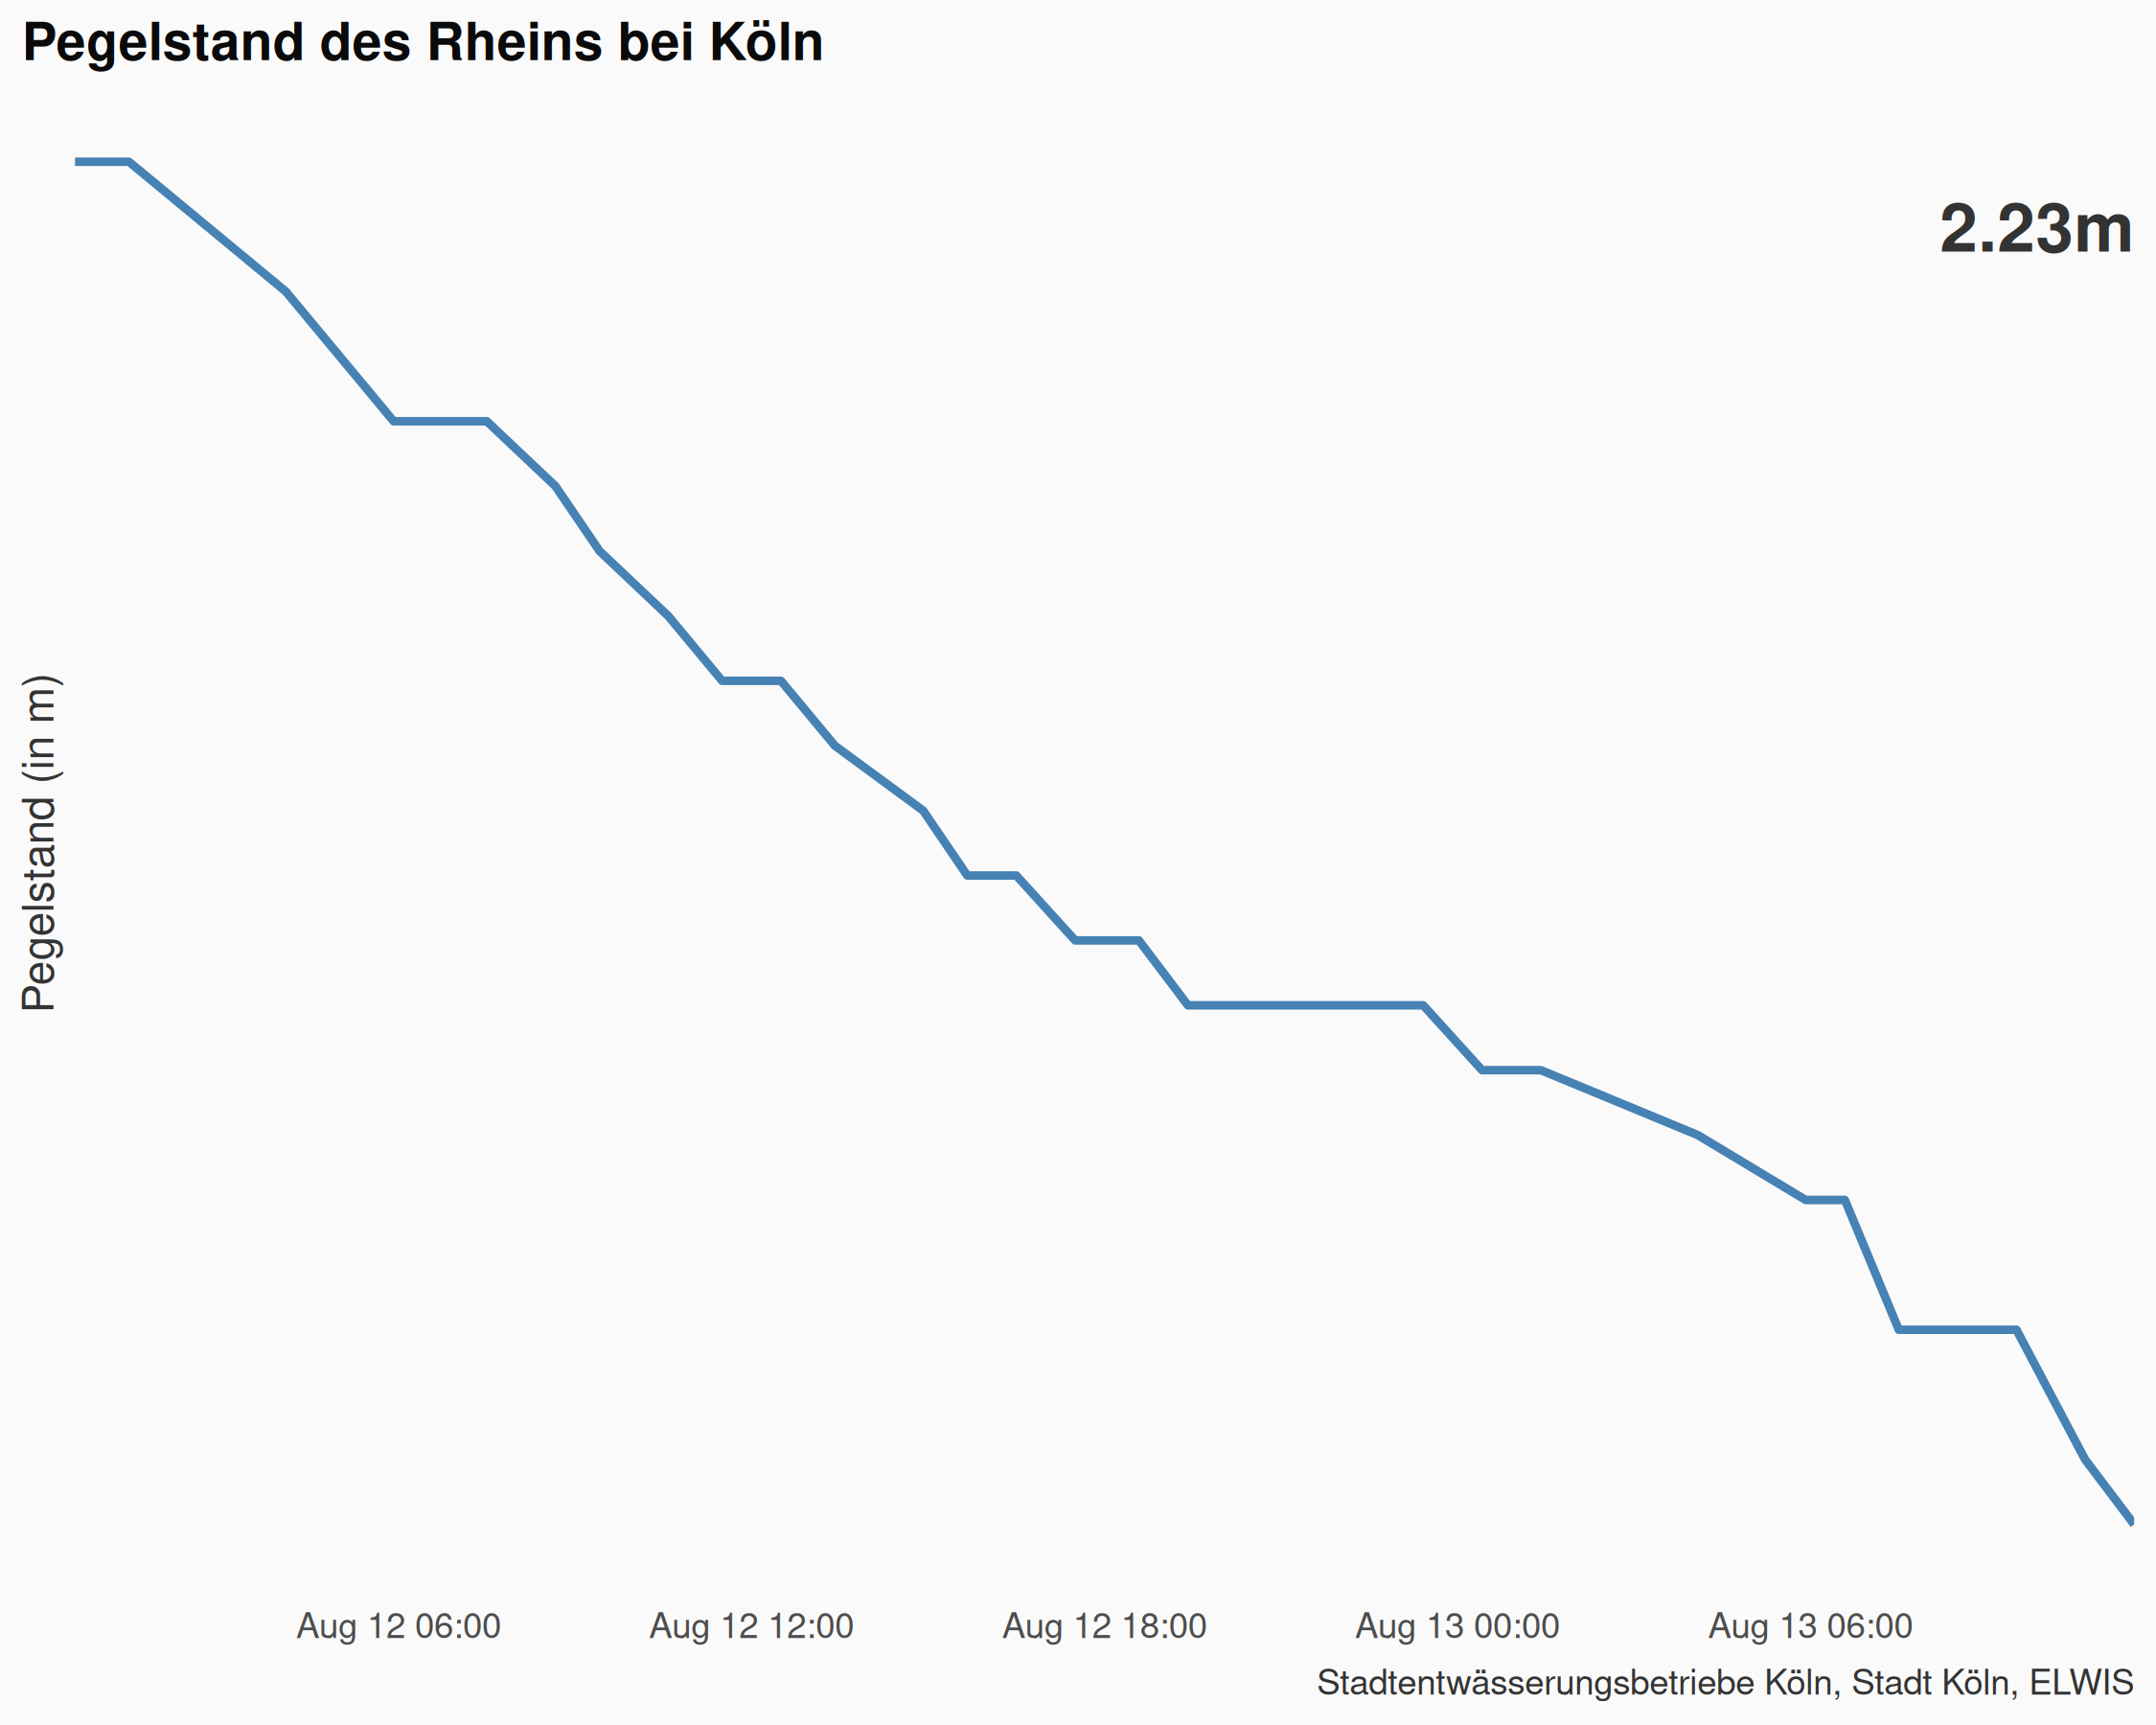 Pegelstand des Rheins bei Köln
2.23m
Pegelstand (in m)
Aug 12 06:00
Aug 12 12:00
Aug 12 18:00
Aug 13 00:00
Aug 13 06:00
Stadtentwässerungsbetriebe Köln, Stadt Köln, ELWIS